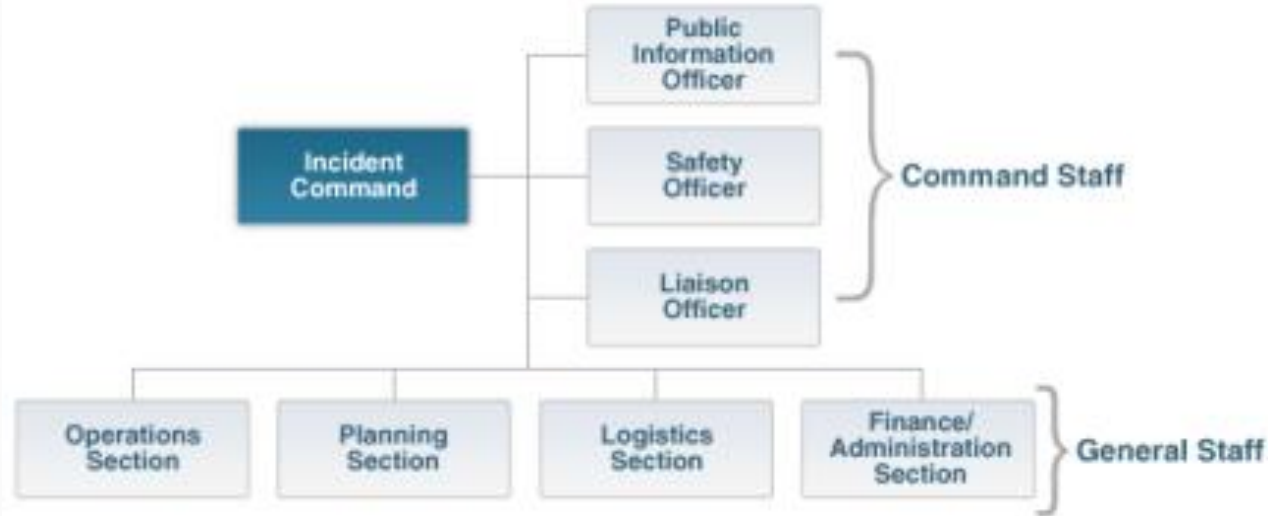 Public
Information
Officer
Incident
Command
Safety
Officer
Command Staff
Liaison
Officer
Operations
Section
Planning
Section
Logistics
Section
Finance/
Administration
Section
General Staff